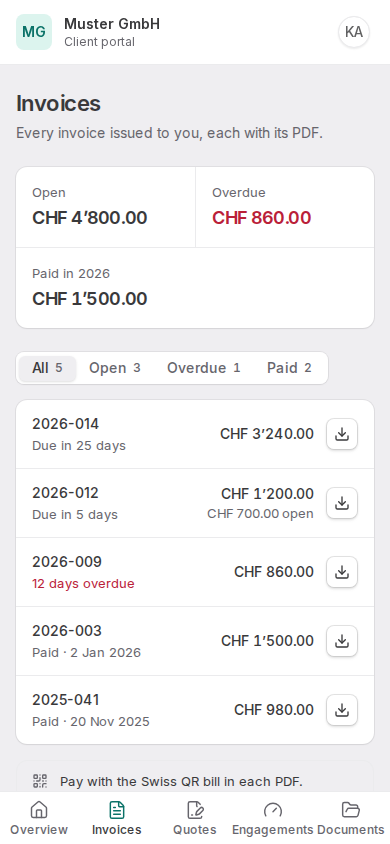 MG
Muster GmbH
Client portal
KA
Invoices
Every invoice issued to you, each with its PDF.
Open
CHF 4’800.00
Overdue
CHF 860.00
Paid in 2026
CHF 1’500.00
All 5 Open 3 Overdue 1 Paid 2
2026-014
Due in 25 days
CHF 3’240.00
2026-012
Due in 5 days
CHF 1’200.00
CHF 700.00 open
2026-009
12 days overdue
CHF 860.00
2026-003
Paid · 2 Jan 2026
CHF 1’500.00
2025-041
Paid · 20 Nov 2025
CHF 980.00
Pay with the Swiss QR bill in each PDF.
Overview Invoices Quotes Engagements Documents